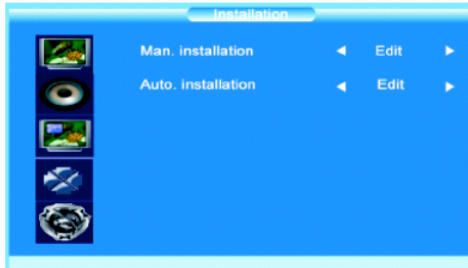 Installation
Man. installation ◀ Edit ▶
Auto. installation ◀ Edit ▶